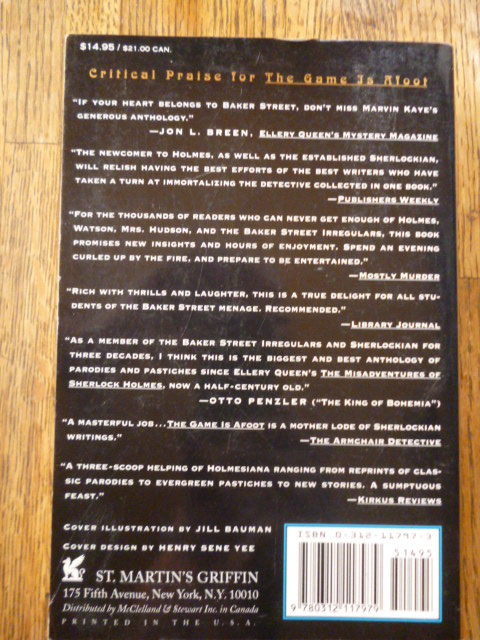 $14.95 / $21.00 CAN.
Critical Praise for The Game Is Afoot
"IF YOUR HEART BELONGS TO BAKER STREET, DON'T MISS MARVIN KAYE'S
GENEROUS ANTHOLOGY."
—JON L. BREEN, ELLERY QUEEN'S MYSTERY MAGAZINE
"THE NEWCOMER TO HOLMES, AS WELL AS THE ESTABLISHED SHERLOCKIAN,
WILL RELISH HAVING THE BEST EFFORTS OF THE BEST WRITERS WHO HAVE
TAKEN A TURN AT IMMORTALIZING THE DETECTIVE COLLECTED IN ONE BOOK."
—PUBLISHERS WEEKLY
"FOR THE THOUSANDS OF READERS WHO CAN NEVER GET ENOUGH OF HOLMES,
WATSON, MRS. HUDSON, AND THE BAKER STREET IRREGULARS, THIS BOOK
PROMISES NEW INSIGHTS AND HOURS OF ENJOYMENT. SPEND AN EVENING
CURLED UP BY THE FIRE, AND PREPARE TO BE ENTERTAINED."
—MOSTLY MURDER
"RICH WITH THRILLS AND LAUGHTER, THIS IS A TRUE DELIGHT FOR ALL STU-
DENTS OF THE BAKER STREET MENAGE. RECOMMENDED."
—LIBRARY JOURNAL
"AS A MEMBER OF THE BAKER STREET IRREGULARS AND SHERLOCKIAN FOR
THREE DECADES, I THINK THIS IS THE BIGGEST AND BEST ANTHOLOGY OF
PARODIES AND PASTICHES SINCE ELLERY QUEEN'S THE MISADVENTURES OF
SHERLOCK HOLMES, NOW A HALF-CENTURY OLD."
—OTTO PENZLER ("THE KING OF BOHEMIA")
"A MASTERFUL JOB...THE GAME IS AFOOT IS A MOTHER LODE OF SHERLOCKIAN
WRITINGS."
—THE ARMCHAIR DETECTIVE
"A THREE-SCOOP HELPING OF HOLMESIANA RANGING FROM REPRINTS OF CLAS-
SIC PARODIES TO EVERGREEN PASTICHES TO NEW STORIES. A SUMPTUOUS
FEAST."
—KIRKUS REVIEWS
COVER ILLUSTRATION BY JILL BAUMAN
COVER DESIGN BY HENRY SENE YEE
ST. MARTIN'S GRIFFIN
175 Fifth Avenue, New York, N.Y. 10010
Distributed by McClelland & Stewart Inc. in Canada
PRINTED IN THE U.S.A.
ISBN 0-312-11797-3
51495
9 780312 117979